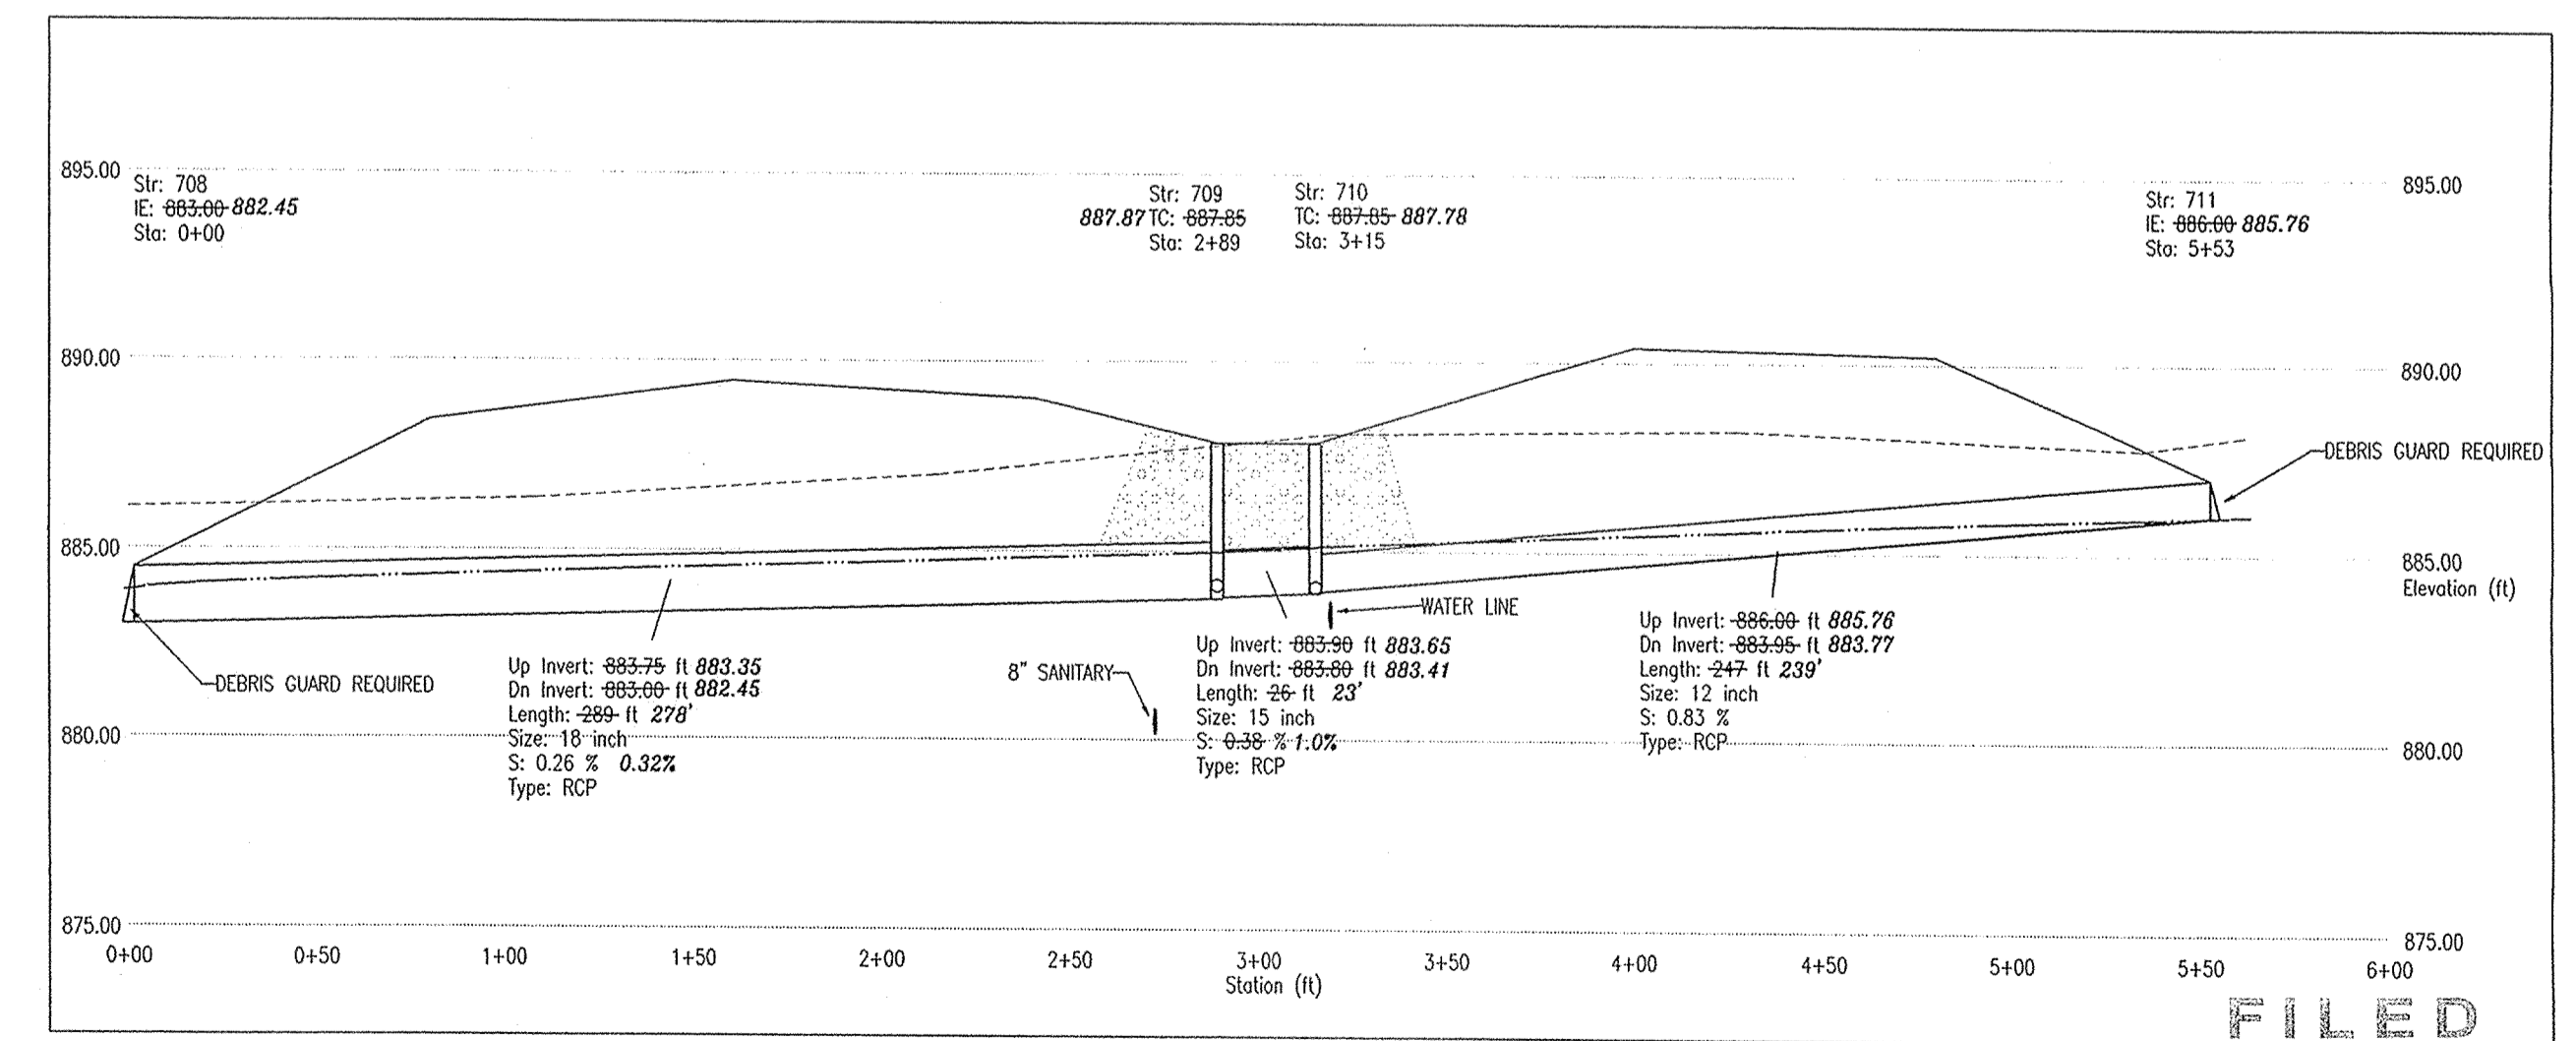 895.00
Str: 708
IE: 883.00 882.45
Sta: 0+00
Str: 709
887.87 TC: 887.85
Sta: 2+89
Str: 710
TC: 887.85 887.78
Sta: 3+15
Str: 711
IE: 886.00 885.76
Sta: 5+53
895.00
890.00
890.00
DEBRIS GUARD REQUIRED
885.00
885.00
Elevation (ft)
WATER LINE
DEBRIS GUARD REQUIRED
Up Invert: 883.75 ft 883.35
Dn Invert: 883.00 ft 882.45
Length: 289 ft 278'
Size: 18 inch
S: 0.26 % 0.32%
Type: RCP
8" SANITARY
Up Invert: 883.90 ft 883.65
Dn Invert: 883.80 ft 883.41
Length: 26 ft 23'
Size: 15 inch
S: 0.38 % 1.0%
Type: RCP
Up Invert: 886.00 ft 885.76
Dn Invert: 883.95 ft 883.77
Length: 247 ft 239'
Size: 12 inch
S: 0.83 %
Type: RCP
880.00
880.00
875.00
875.00
0+00 0+50 1+00 1+50 2+00 2+50 3+00 3+50 4+00 4+50 5+00 5+50 6+00
Station (ft)
FILED